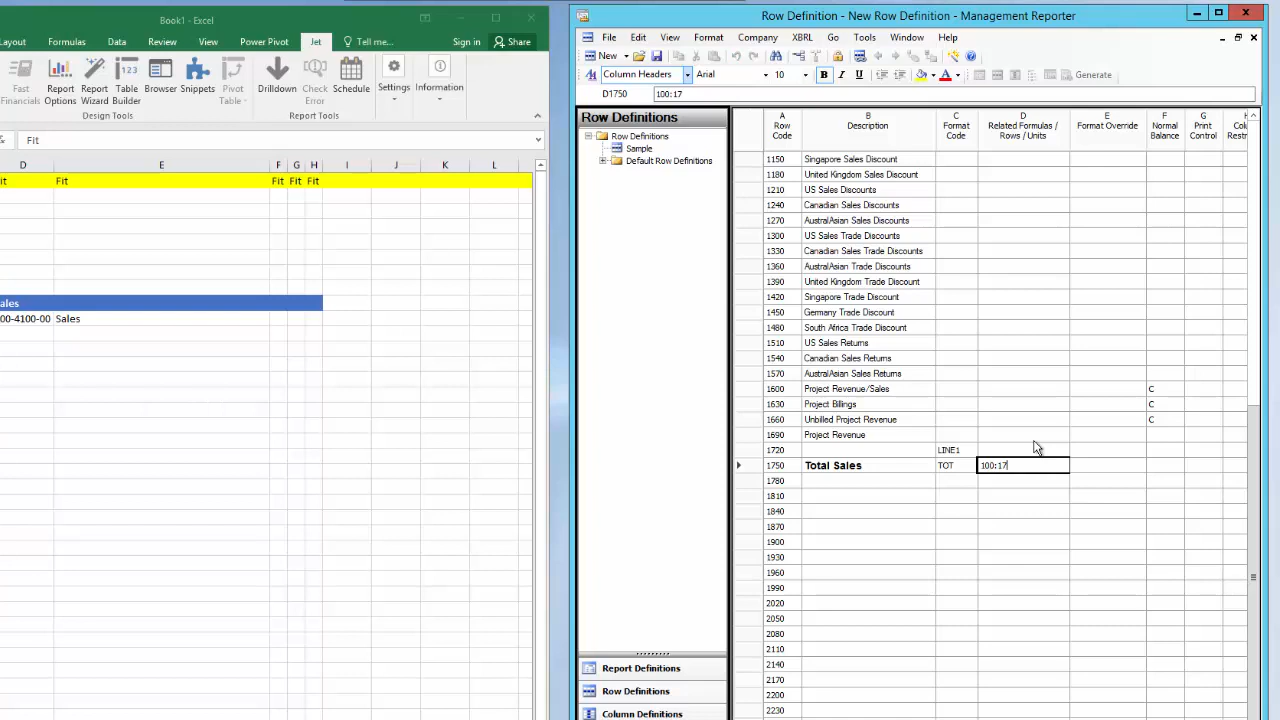 Book1 - Excel
Layout Formulas Data Review View Power Pivot Jet Tell me... Sign in Share
Fast Financials Report Options Report Wizard Table Builder Browser Snippets Pivot Table Drilldown Check Error Schedule Settings Information
Design Tools Report Tools
Fit
D E F G H I J K L
it Fit Fit Fit Fit
ales
00-4100-00 Sales
Row Definition - New Row Definition - Management Reporter
File Edit View Format Company XBRL Go Tools Window Help
New
Column Headers Arial 10 B I U A Generate
D1750 100:17
Row Definitions
Row Definitions
Sample
Default Row Definitions
Report Definitions
Row Definitions
Column Definitions
A B C D E F G H
Row Code Description Format Code Related Formulas / Rows / Units Format Override Normal Balance Print Control Colu Restri
1150 Singapore Sales Discount
1180 United Kingdom Sales Discount
1210 US Sales Discounts
1240 Canadian Sales Discounts
1270 AustralAsian Sales Discounts
1300 US Sales Trade Discounts
1330 Canadian Sales Trade Discounts
1360 AustralAsian Trade Discounts
1390 United Kingdom Trade Discount
1420 Singapore Trade Discount
1450 Germany Trade Discount
1480 South Africa Trade Discount
1510 US Sales Returns
1540 Canadian Sales Returns
1570 AustralAsian Sales Returns
1600 Project Revenue/Sales C
1630 Project Billings C
1660 Unbilled Project Revenue C
1690 Project Revenue
1720 LINE1
1750 Total Sales TOT 100:17
1780
1810
1840
1870
1900
1930
1960
1990
2020
2050
2080
2110
2140
2170
2200
2230